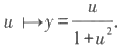 u ↦ y = u / (1 + u²).